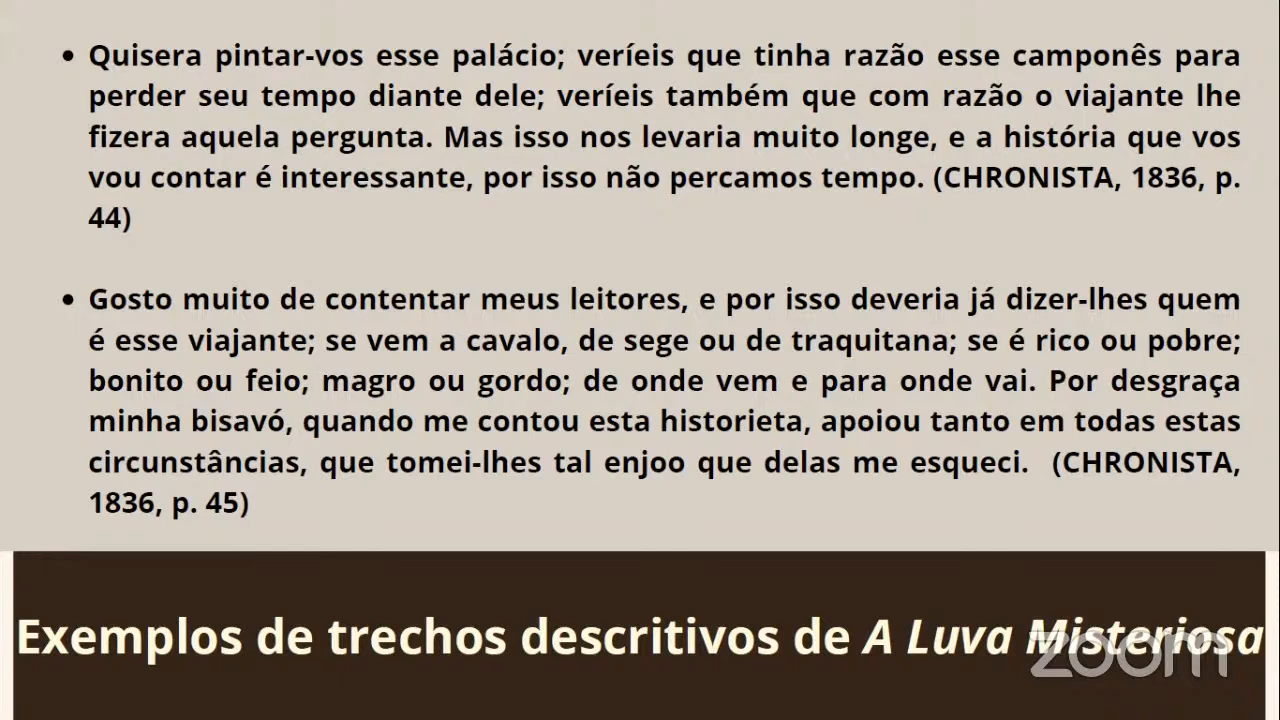 • Quisera pintar-vos esse palácio; veríeis que tinha razão esse camponês para
perder seu tempo diante dele; veríeis também que com razão o viajante lhe
fizera aquela pergunta. Mas isso nos levaria muito longe, e a história que vos
vou contar é interessante, por isso não percamos tempo. (CHRONISTA, 1836, p.
44)
• Gosto muito de contentar meus leitores, e por isso deveria já dizer-lhes quem
é esse viajante; se vem a cavalo, de sege ou de traquitana; se é rico ou pobre;
bonito ou feio; magro ou gordo; de onde vem e para onde vai. Por desgraça
minha bisavó, quando me contou esta historieta, apoiou tanto em todas estas
circunstâncias, que tomei-lhes tal enjoo que delas me esqueci. (CHRONISTA,
1836, p. 45)
Exemplos de trechos descritivos de A Luva Misteriosa
zoom